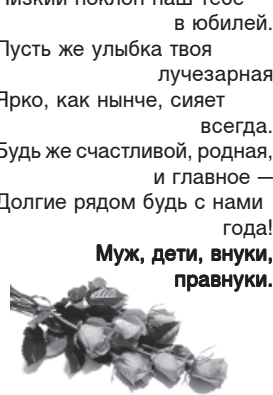 Низкий поклон наш тебе
в юбилей.
Пусть же улыбка твоя
лучезарная
Ярко, как нынче, сияет
всегда.
Будь же счастливой, родная,
и главное —
Долгие рядом будь с нами
года!
Муж, дети, внуки,
правнуки.